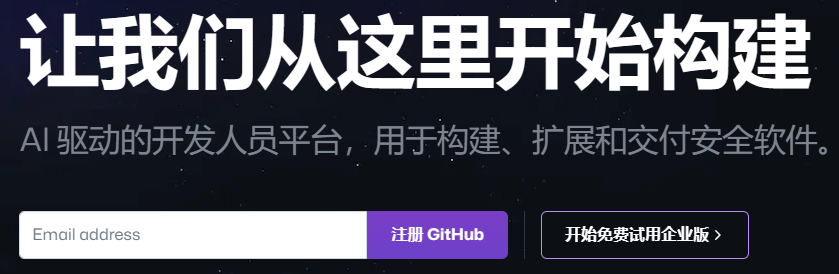 让我们从这里开始构建
AI 驱动的开发人员平台，用于构建、扩展和交付安全软件。
Email address
注册 GitHub
开始免费试用企业版 >